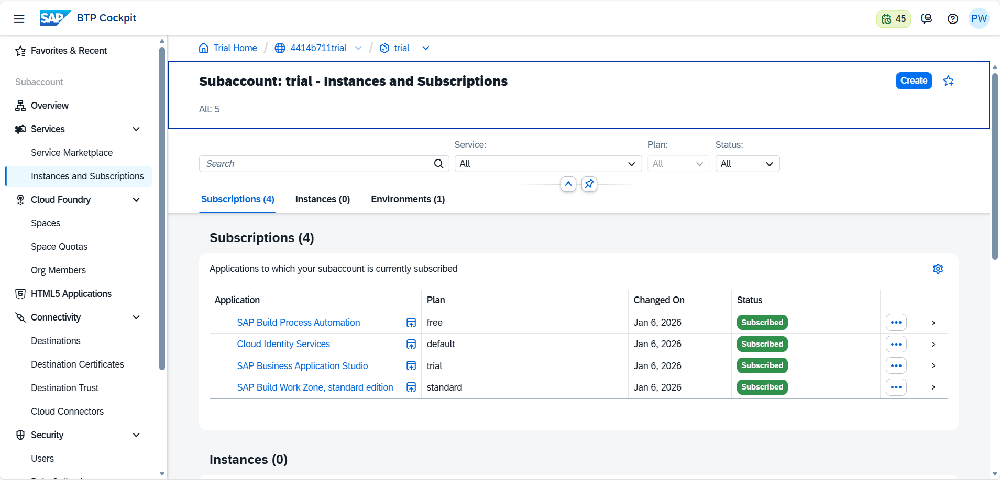 SAP BTP Cockpit
45
PW
Favorites & Recent
Subaccount
Overview
Services
Service Marketplace
Instances and Subscriptions
Cloud Foundry
Spaces
Space Quotas
Org Members
HTML5 Applications
Connectivity
Destinations
Destination Certificates
Destination Trust
Cloud Connectors
Security
Users
Trial Home / 4414b711trial / trial
Subaccount: trial - Instances and Subscriptions
Create
All: 5
Service:
Plan:
Status:
Search
All
All
All
Subscriptions (4)
Instances (0)
Environments (1)
Subscriptions (4)
Applications to which your subaccount is currently subscribed
Application Plan Changed On Status
SAP Build Process Automation free Jan 6, 2026 Subscribed
Cloud Identity Services default Jan 6, 2026 Subscribed
SAP Business Application Studio trial Jan 6, 2026 Subscribed
SAP Build Work Zone, standard edition standard Jan 6, 2026 Subscribed
Instances (0)